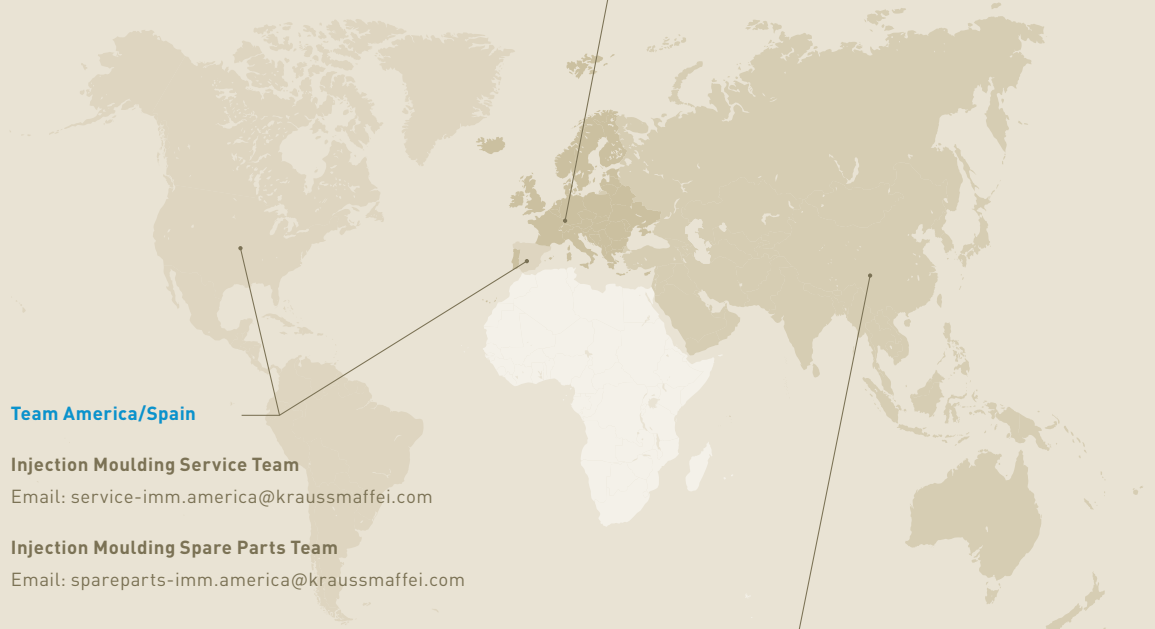 Team America/Spain
Injection Moulding Service Team
Email: service-imm.america@kraussmaffei.com
Injection Moulding Spare Parts Team
Email: spareparts-imm.america@kraussmaffei.com